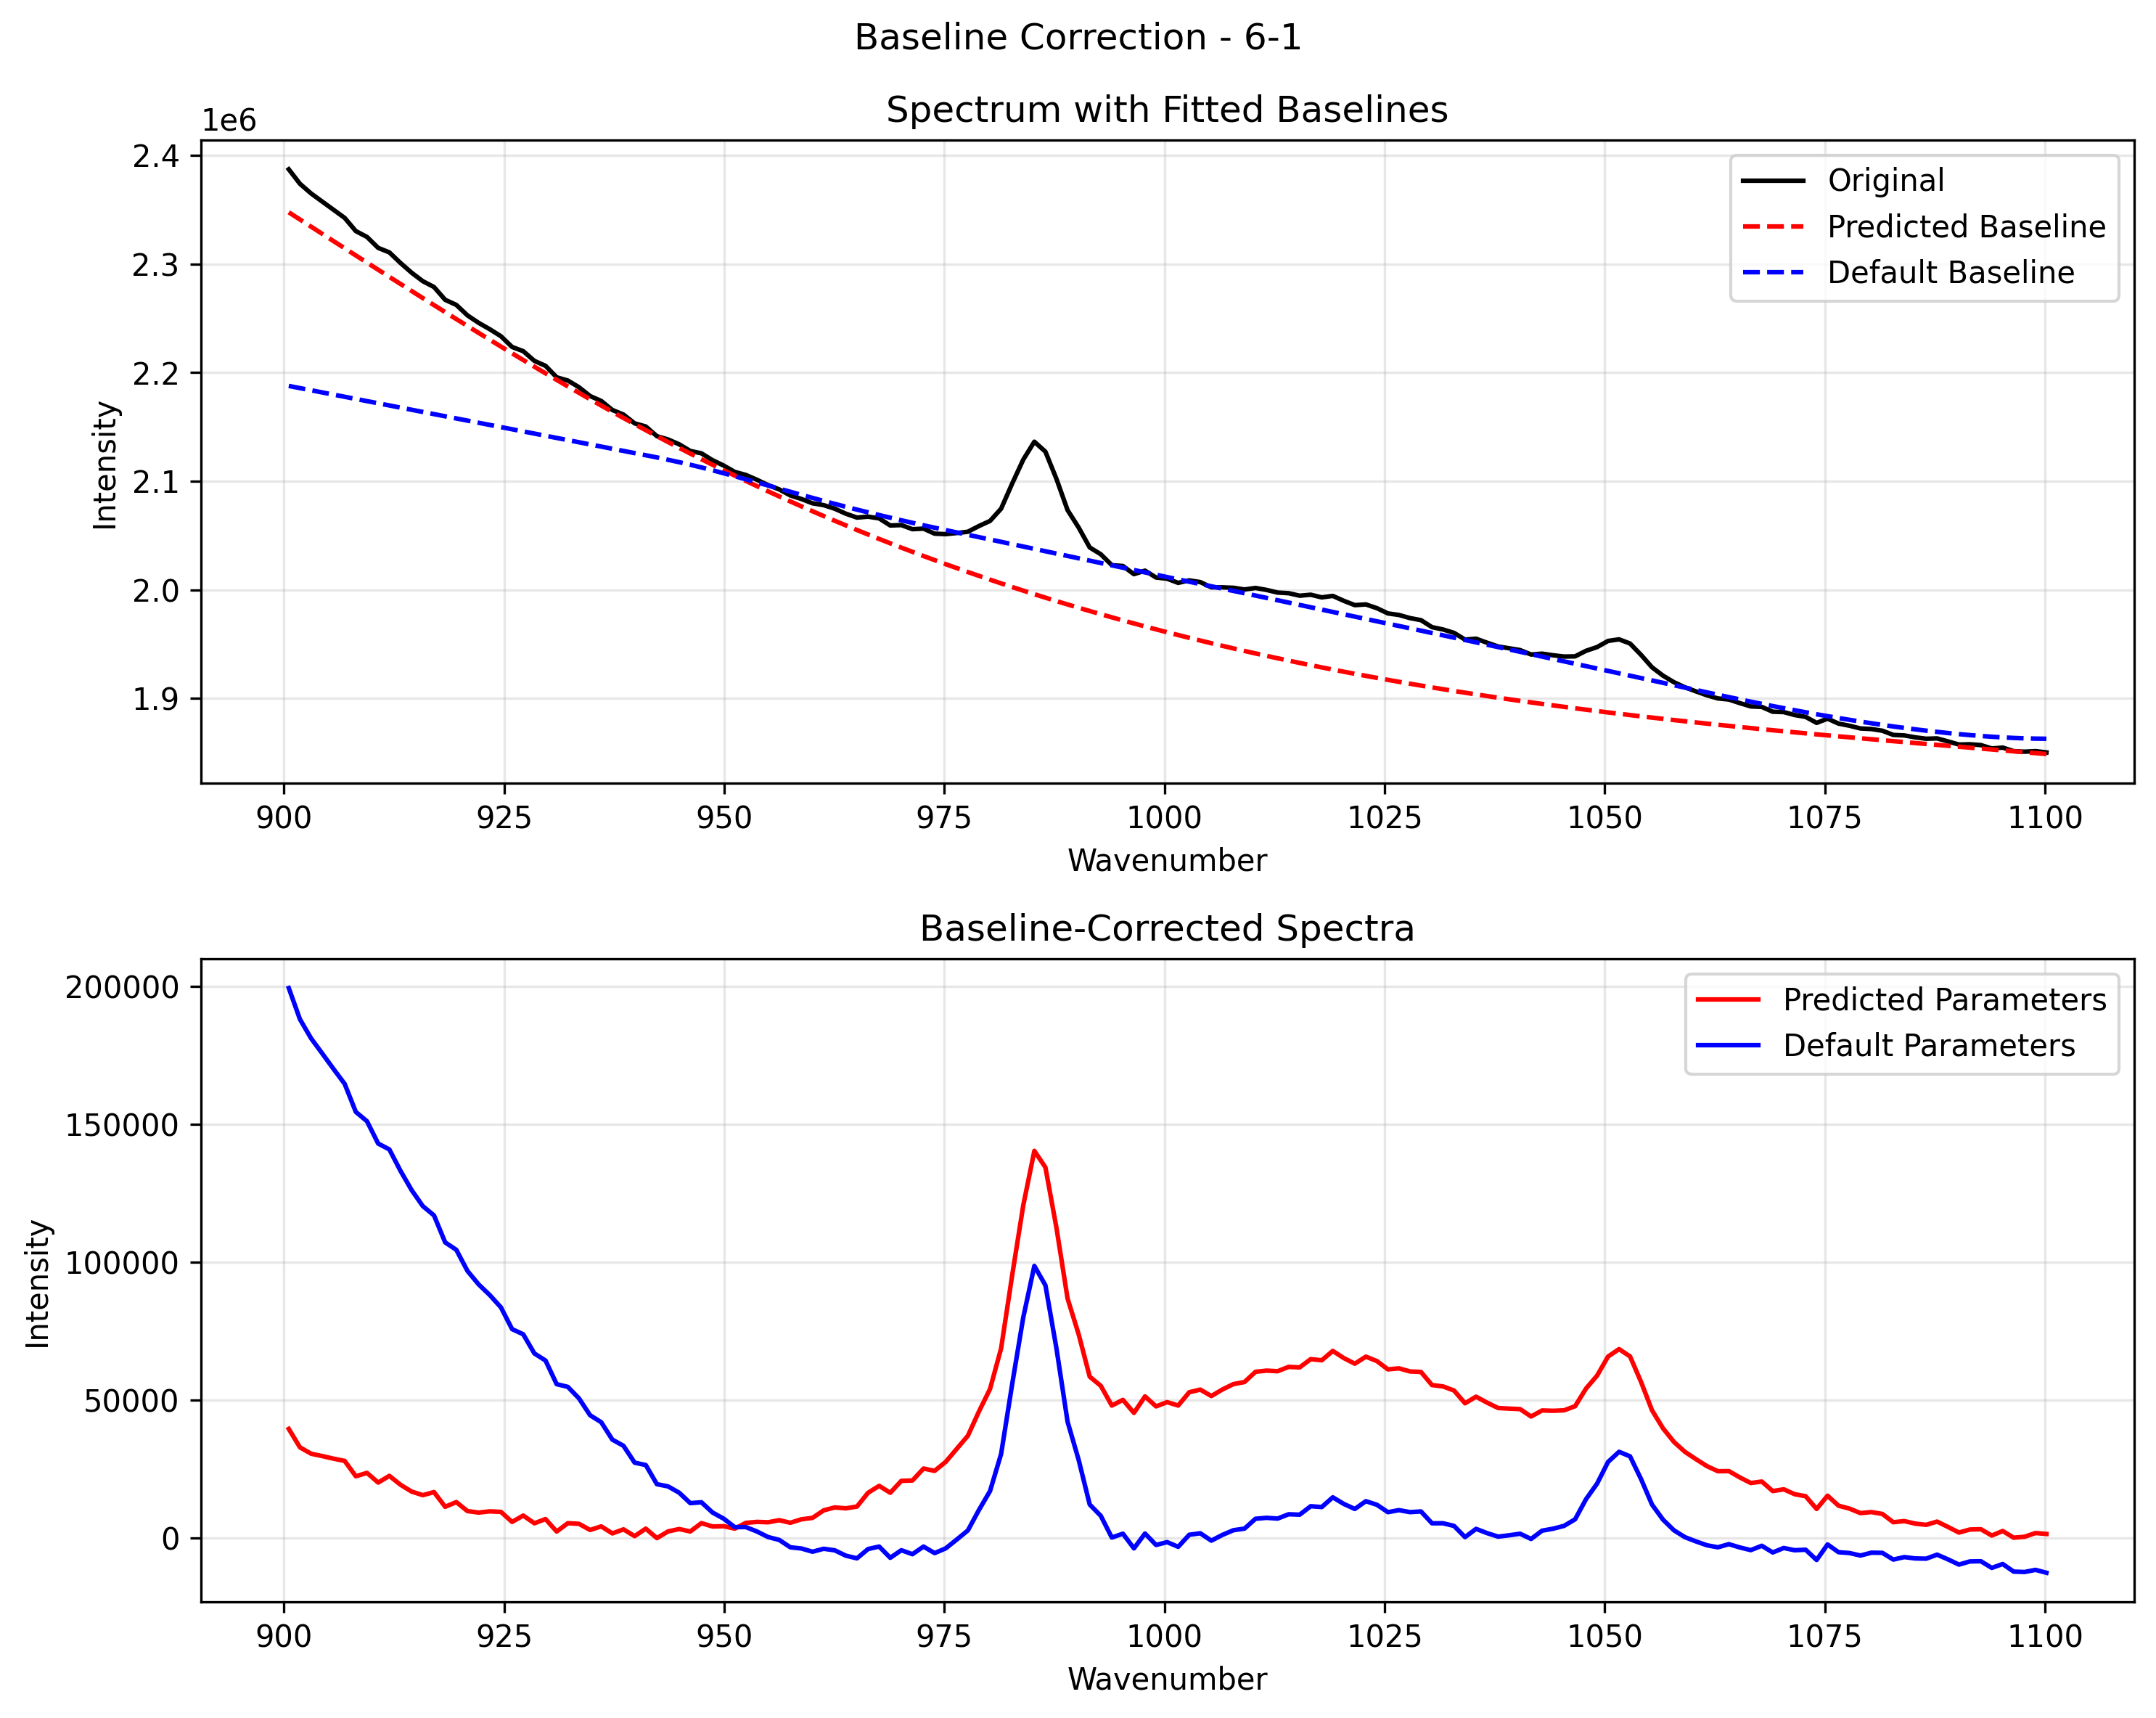 Baseline Correction - 6-1
Spectrum with Fitted Baselines
1e6
2.4
2.3
2.2
2.1
2.0
1.9
Intensity
Original
Predicted Baseline
Default Baseline
900 925 950 975 1000 1025 1050 1075 1100
Wavenumber
Baseline-Corrected Spectra
200000
150000
100000
50000
0
Intensity
Predicted Parameters
Default Parameters
900 925 950 975 1000 1025 1050 1075 1100
Wavenumber